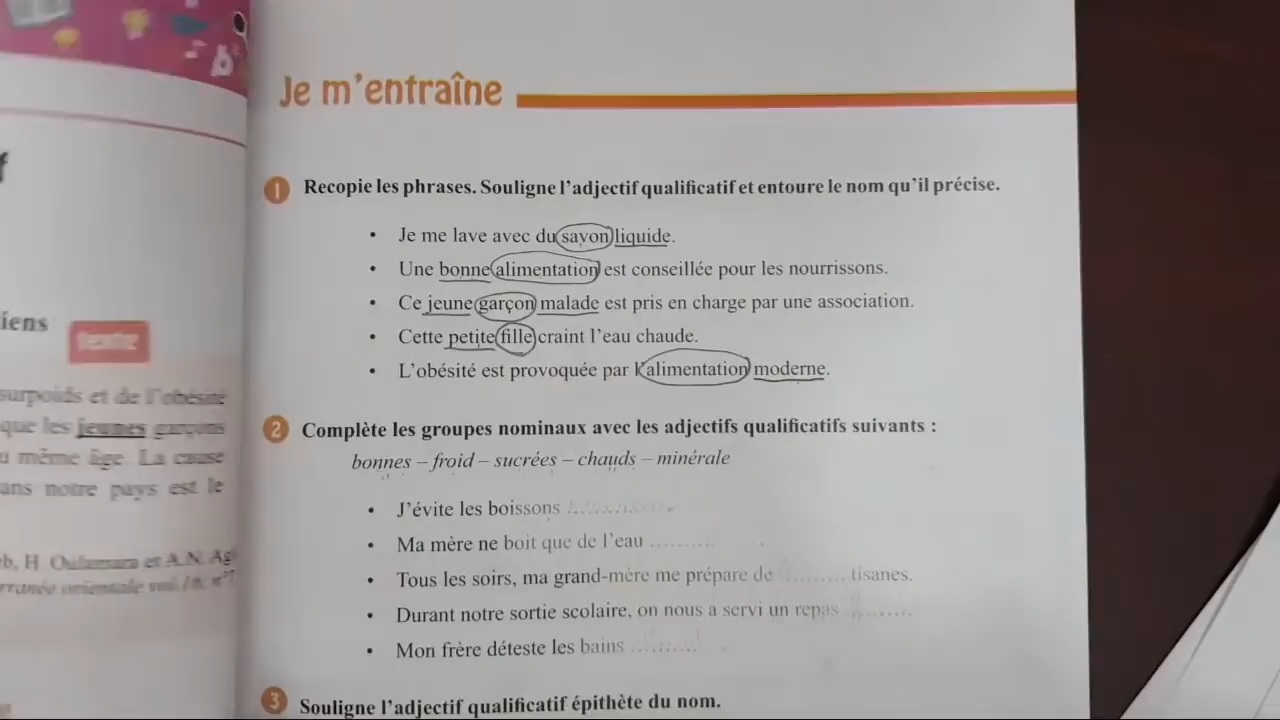 Je m'entraîne
1 Recopie les phrases. Souligne l'adjectif qualificatif et entoure le nom qu'il précise.
• Je me lave avec du savon liquide.
• Une bonne alimentation est conseillée pour les nourrissons.
• Ce jeune garçon malade est pris en charge par une association.
• Cette petite fille craint l'eau chaude.
• L'obésité est provoquée par l'alimentation moderne.
2 Complète les groupes nominaux avec les adjectifs qualificatifs suivants :
bonnes – froid – sucrées – chauds – minérale
• J'évite les boissons ..........
• Ma mère ne boit que de l'eau ..........
• Tous les soirs, ma grand-mère me prépare de .......... tisanes.
• Durant notre sortie scolaire, on nous a servi un repas ..........
• Mon frère déteste les bains ..........
3 Souligne l'adjectif qualificatif épithète du nom.
iens
texte
surpoids et de l'obésité
que les jeunes garçons
u même âge. La cause
ans notre pays est le